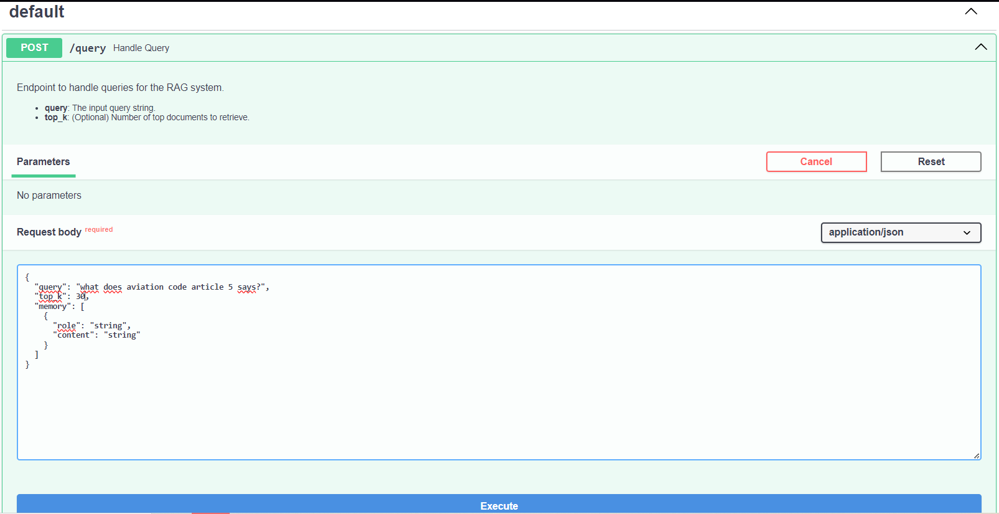 default
POST /query Handle Query
Endpoint to handle queries for the RAG system.
• query: The input query string.
• top_k: (Optional) Number of top documents to retrieve.
Parameters Cancel Reset
No parameters
Request body required application/json
{
  "query": "what does aviation code article 5 says?",
  "top_k": 30,
  "memory": [
    {
      "role": "string",
      "content": "string"
    }
  ]
}
Execute